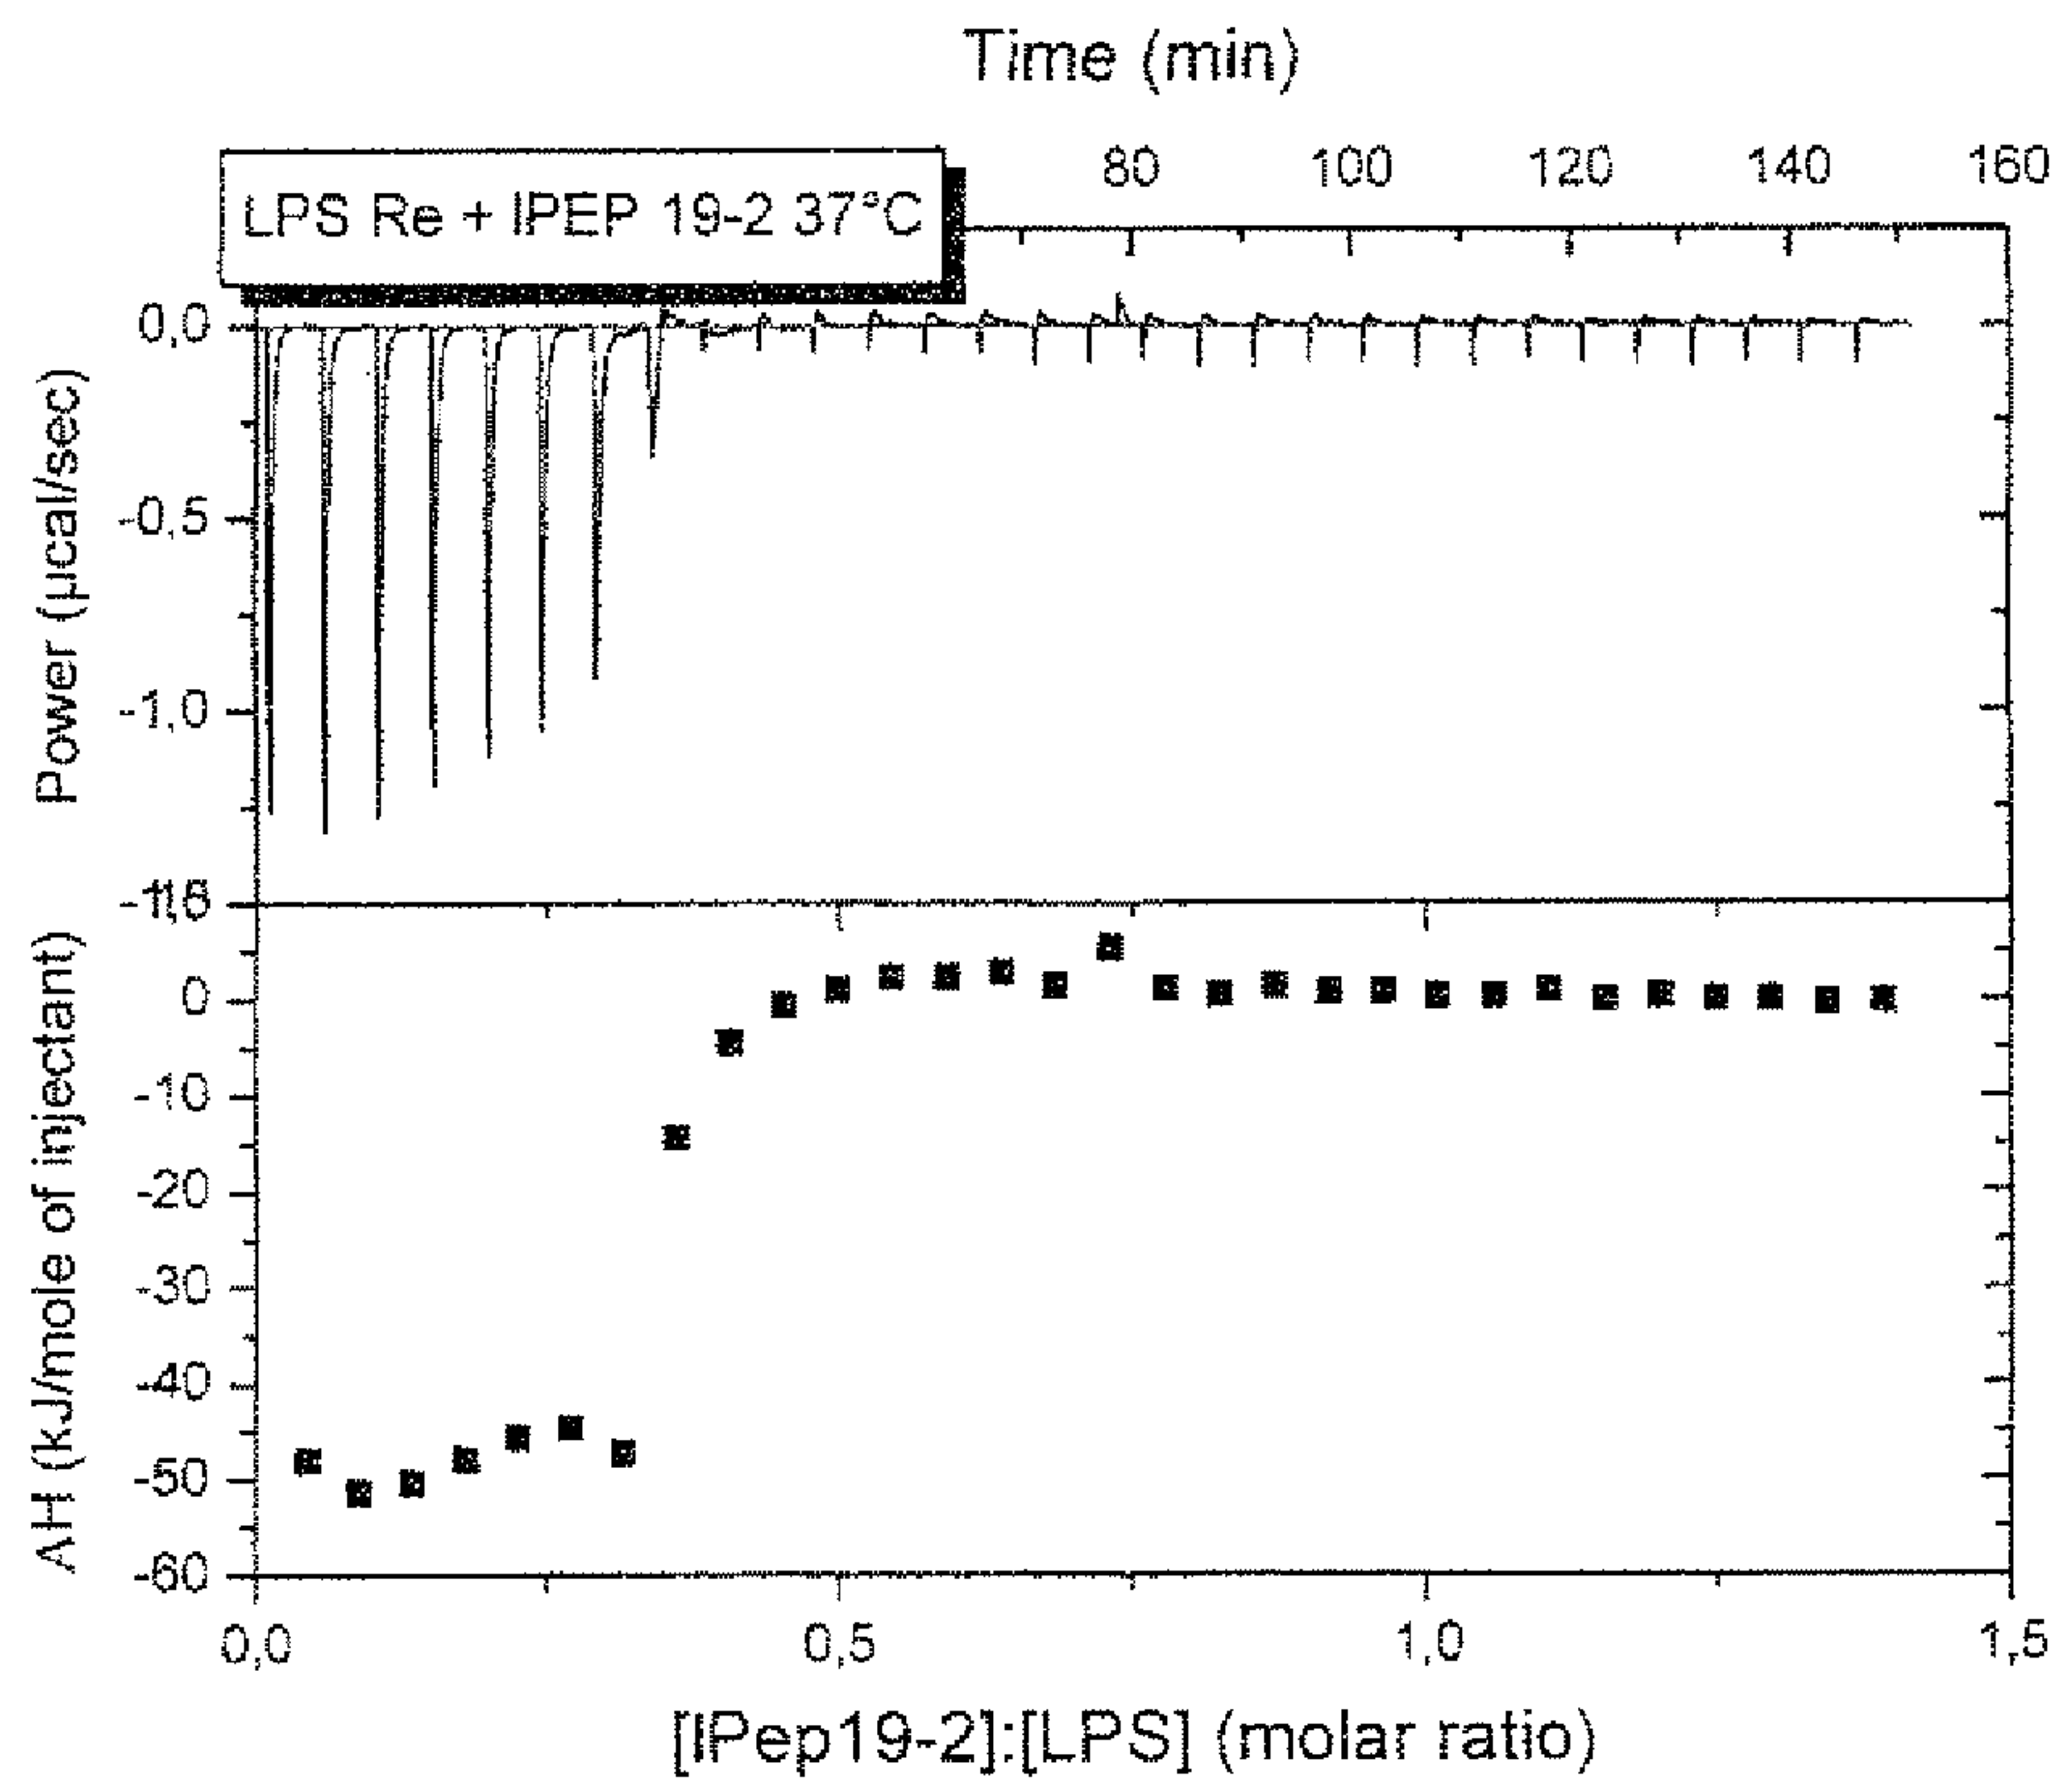 Time (min)
80 100 120 140 160
LPS Re + IPEP 19-2 37°C
0,0
-0,5
-1,0
Power (µcal/sec)
0
-10
-20
-30
-40
-50
-60
ΔH (kJ/mole of injectant)
0,0 0,5 1,0 1,5
[IPep19-2]:[LPS] (molar ratio)